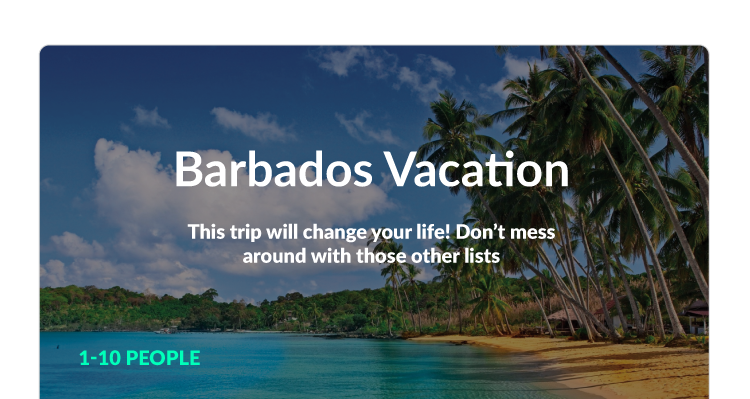 Barbados Vacation
This trip will change your life! Don’t mess
around with those other lists
1-10 PEOPLE